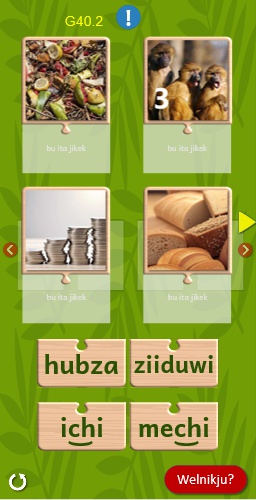 G40.2
!
3
bu ita jikek
bu ita jikek
bu ita jikek
bu ita jikek
hubza
ziiduwi
ichi
mechi
Welnikju?